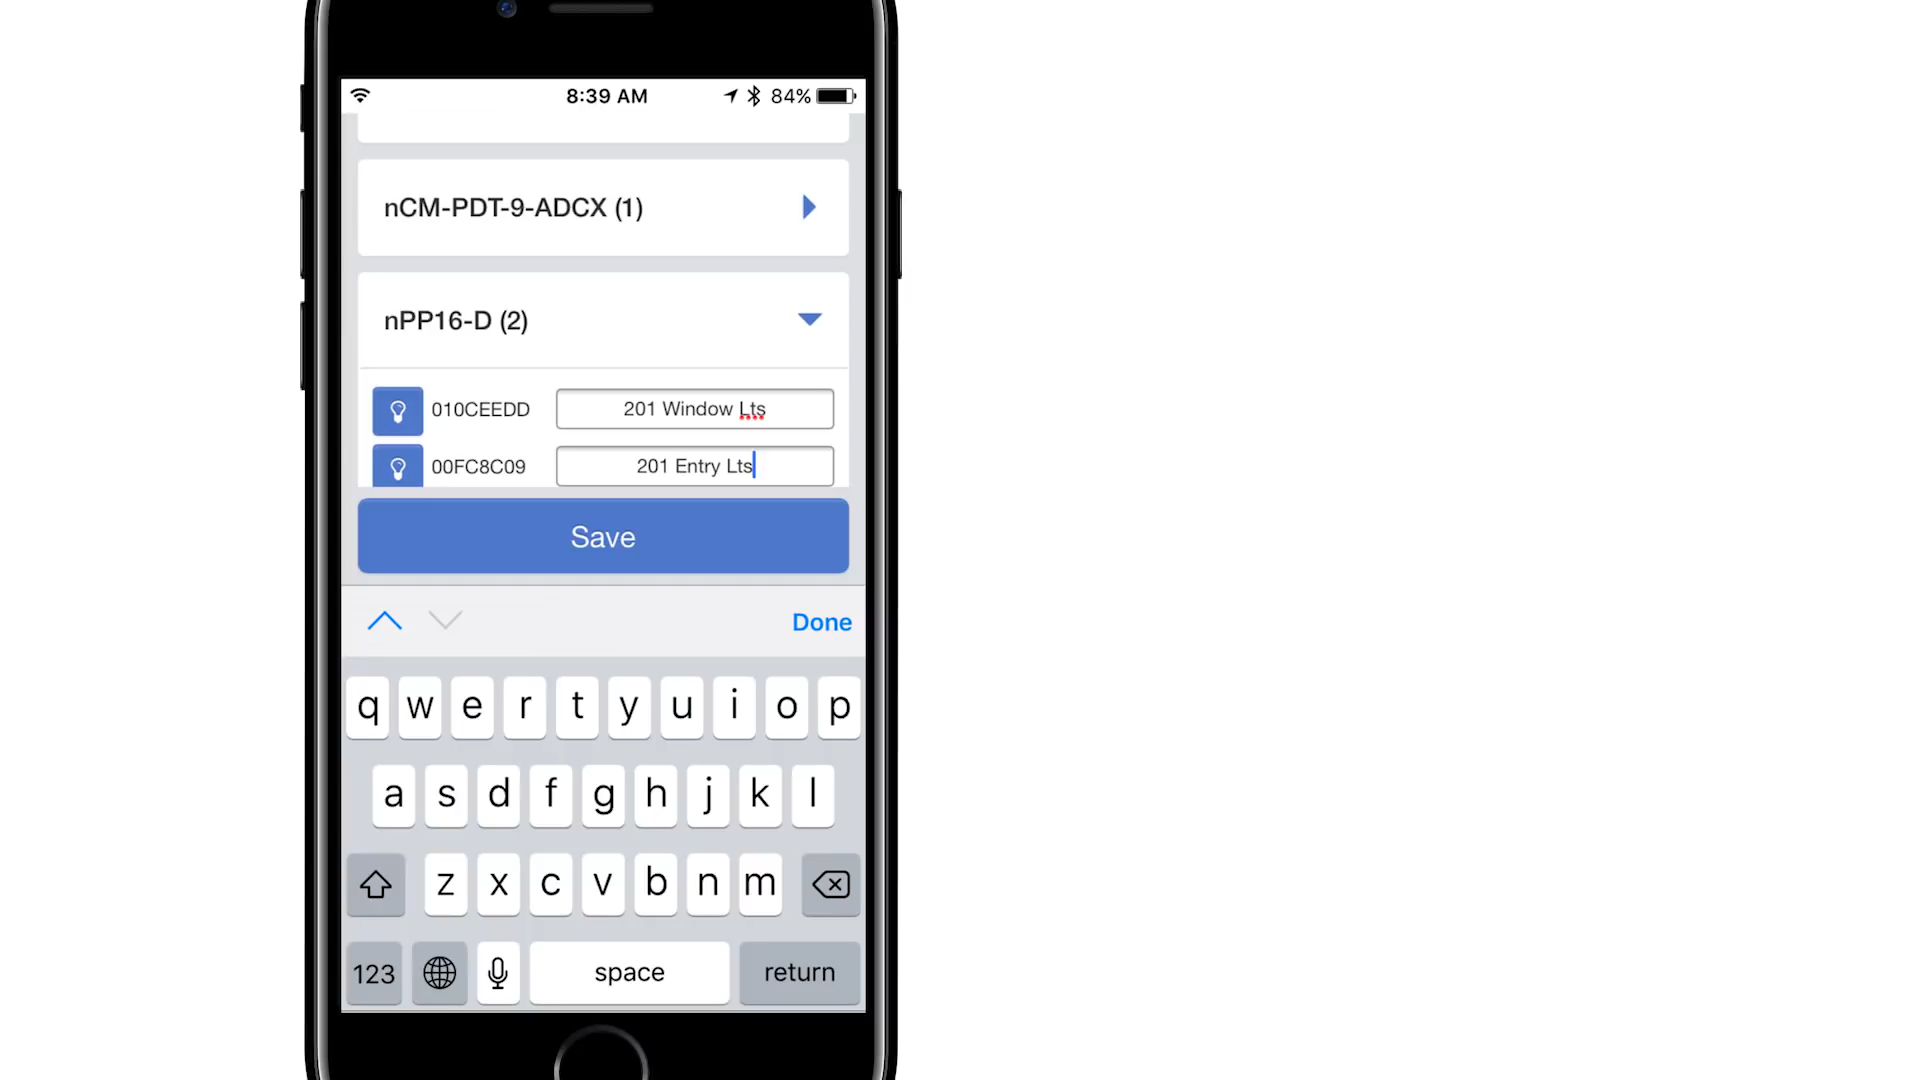 8:39 AM
84%
nCM-PDT-9-ADCX (1)
nPP16-D (2)
010CEEDD
201 Window Lts
00FC8C09
201 Entry Lts
Save
Done
q w e r t y u i o p
a s d f g h j k l
z x c v b n m
123 space return